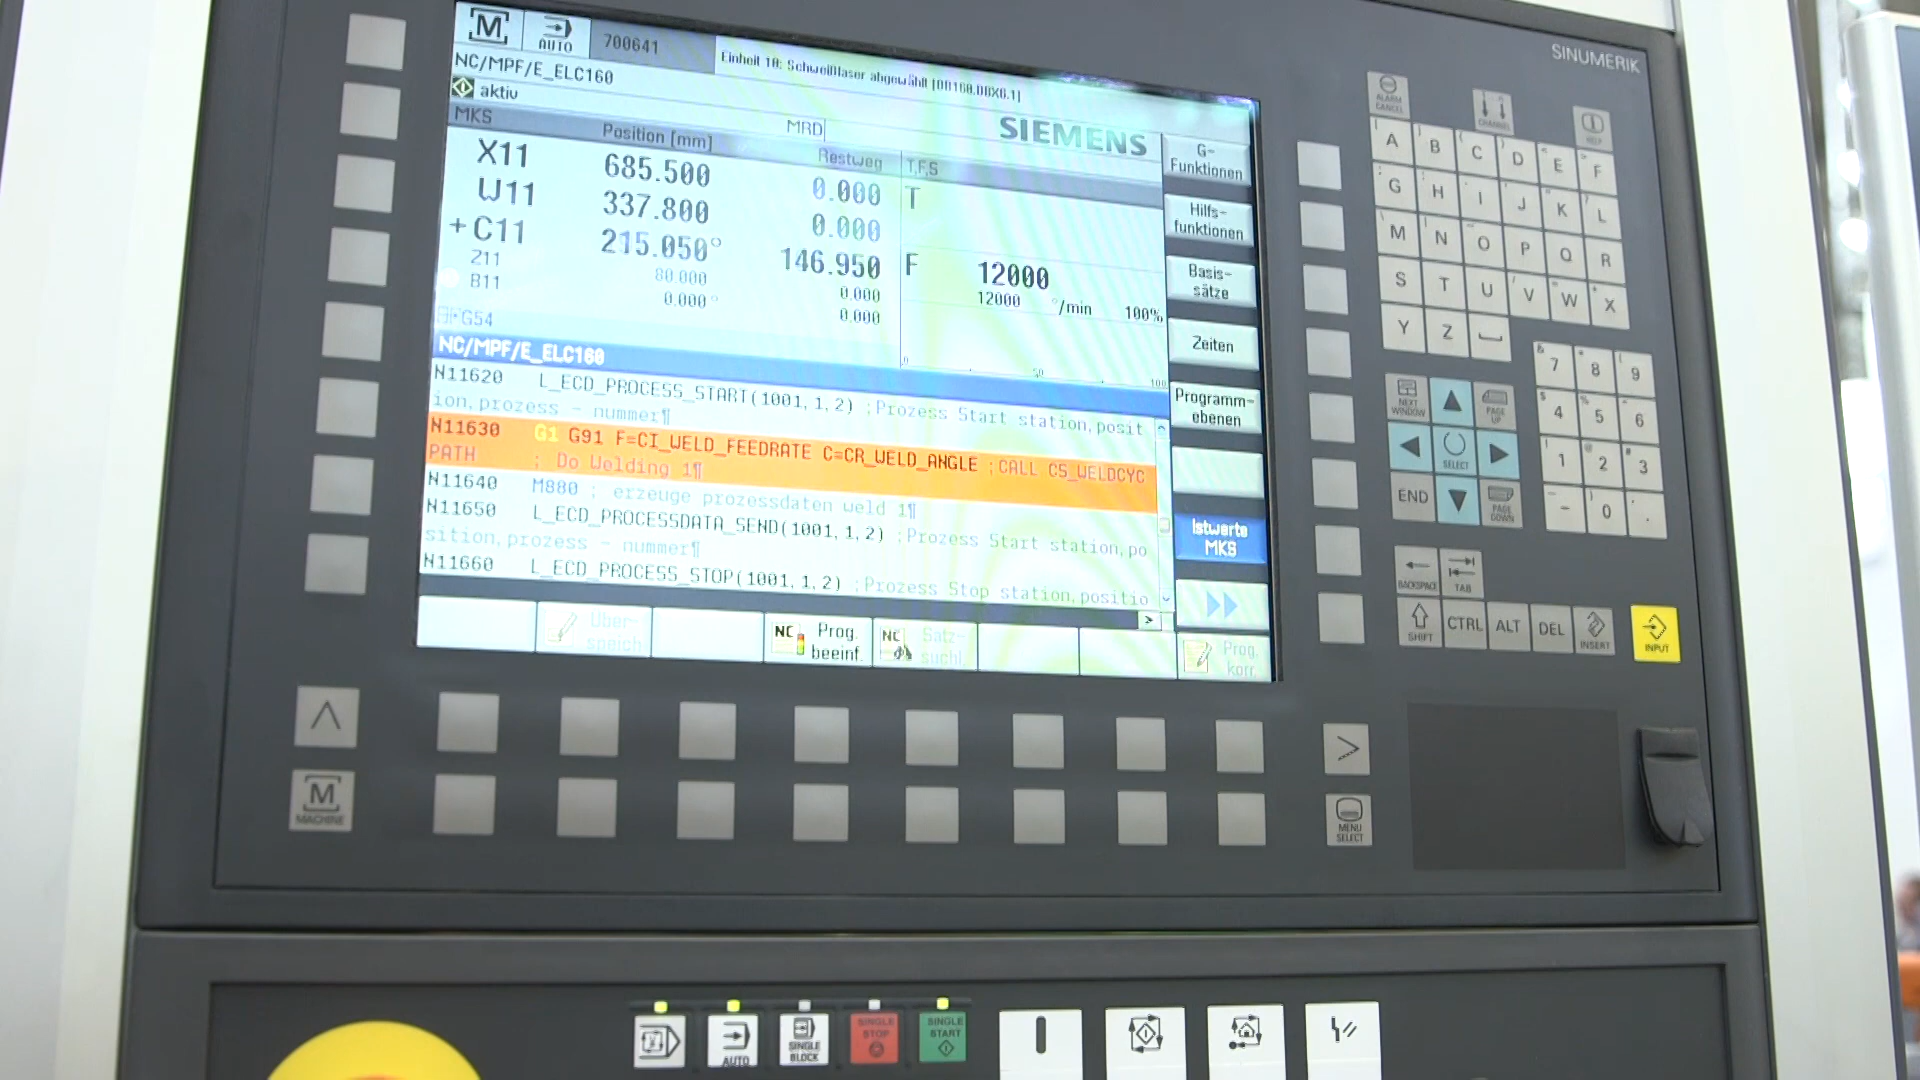 SINUMERIK
M
AUTO
700641
Einheit 10: Schweißlaser abgewählt
NC/MPF/E_ELC160
aktiv
SIEMENS
MKS
Position [mm]
MRD
Restweg
T,F,S
X11 685.500 0.000
T
W11 337.800 0.000
+ C11 215.050° 146.950
F 12000
Z11 80.000 0.000
12000 °/min 100%
B11 0.000° 0.000
G54
0 50 100
NC/MPF/E_ELC160
N11620 L_ECD_PROCESS_START(1001,1,2) ;Prozess Start station,posit
ion,prozess - nummer¶
N11630 G1 G91 F=CI_WELD_FEEDRATE C=CR_WELD_ANGLE ;CALL CS_WELDCYC
PATH ; Do Welding 1¶
N11640 M880 ; erzeuge prozessdaten weld 1¶
N11650 L_ECD_PROCESSDATA_SEND(1001,1,2) ;Prozess Start station,po
sition,prozess - nummer¶
N11660 L_ECD_PROCESS_STOP(1001,1,2) ;Prozess Stop station,positio
G-
Funktionen
Hilfs-
funktionen
Basis-
sätze
Zeiten
Programm-
ebenen
Istwerte
MKS
Über-
speich.
NC Prog.
beeinf.
NC Satz-
suchl.
Prog.
korr.
ALARM
CANCEL
CHANNEL
HELP
A B C D E F
G H I J K L
M N O P Q R
S T U V W X
Y Z
7 8 9
4 5 6
1 2 3
- 0 .
NEXT
WINDOW
PAGE
UP
SELECT
END
PAGE
DOWN
BACKSPACE
TAB
SHIFT
CTRL
ALT
DEL
INSERT
INPUT
M
MACHINE
MENU
SELECT
AUTO
SINGLE
BLOCK
SINGLE
STOP
SINGLE
START